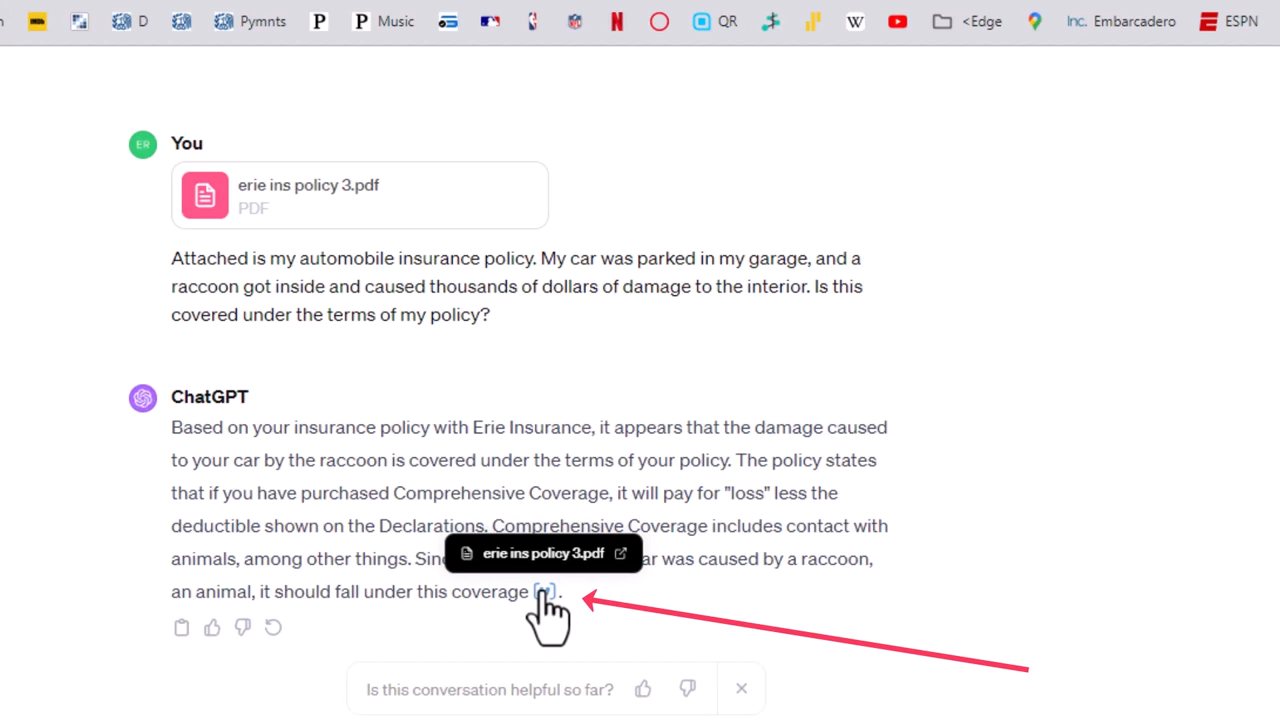 D
Pymnts
P
P Music
N
QR
W
<Edge
Inc. Embarcadero
ESPN
ER You
erie ins policy 3.pdf
PDF
Attached is my automobile insurance policy. My car was parked in my garage, and a
raccoon got inside and caused thousands of dollars of damage to the interior. Is this
covered under the terms of my policy?
ChatGPT
Based on your insurance policy with Erie Insurance, it appears that the damage caused
to your car by the raccoon is covered under the terms of your policy. The policy states
that if you have purchased Comprehensive Coverage, it will pay for "loss" less the
deductible shown on the Declarations. Comprehensive Coverage includes contact with
erie ins policy 3.pdf
animals, among other things. was caused by a raccoon,
an animal, it should fall under this coverage
Is this conversation helpful so far?